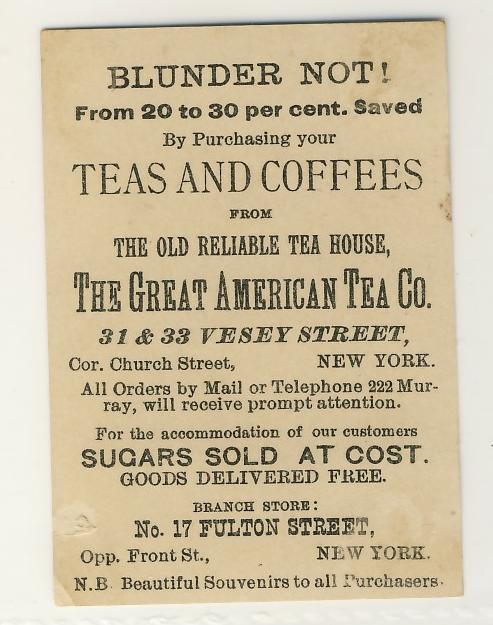 BLUNDER NOT!
From 20 to 30 per cent. Saved
By Purchasing your
TEAS AND COFFEES
FROM
THE OLD RELIABLE TEA HOUSE,
THE GREAT AMERICAN TEA CO.
31 & 33 VESEY STREET,
Cor. Church Street, NEW YORK.
All Orders by Mail or Telephone 222 Mur-
ray, will receive prompt attention.
For the accommodation of our customers
SUGARS SOLD AT COST.
GOODS DELIVERED FREE.
BRANCH STORE:
No. 17 FULTON STREET,
Opp. Front St., NEW YORK.
N.B. Beautiful Souvenirs to all Purchasers.